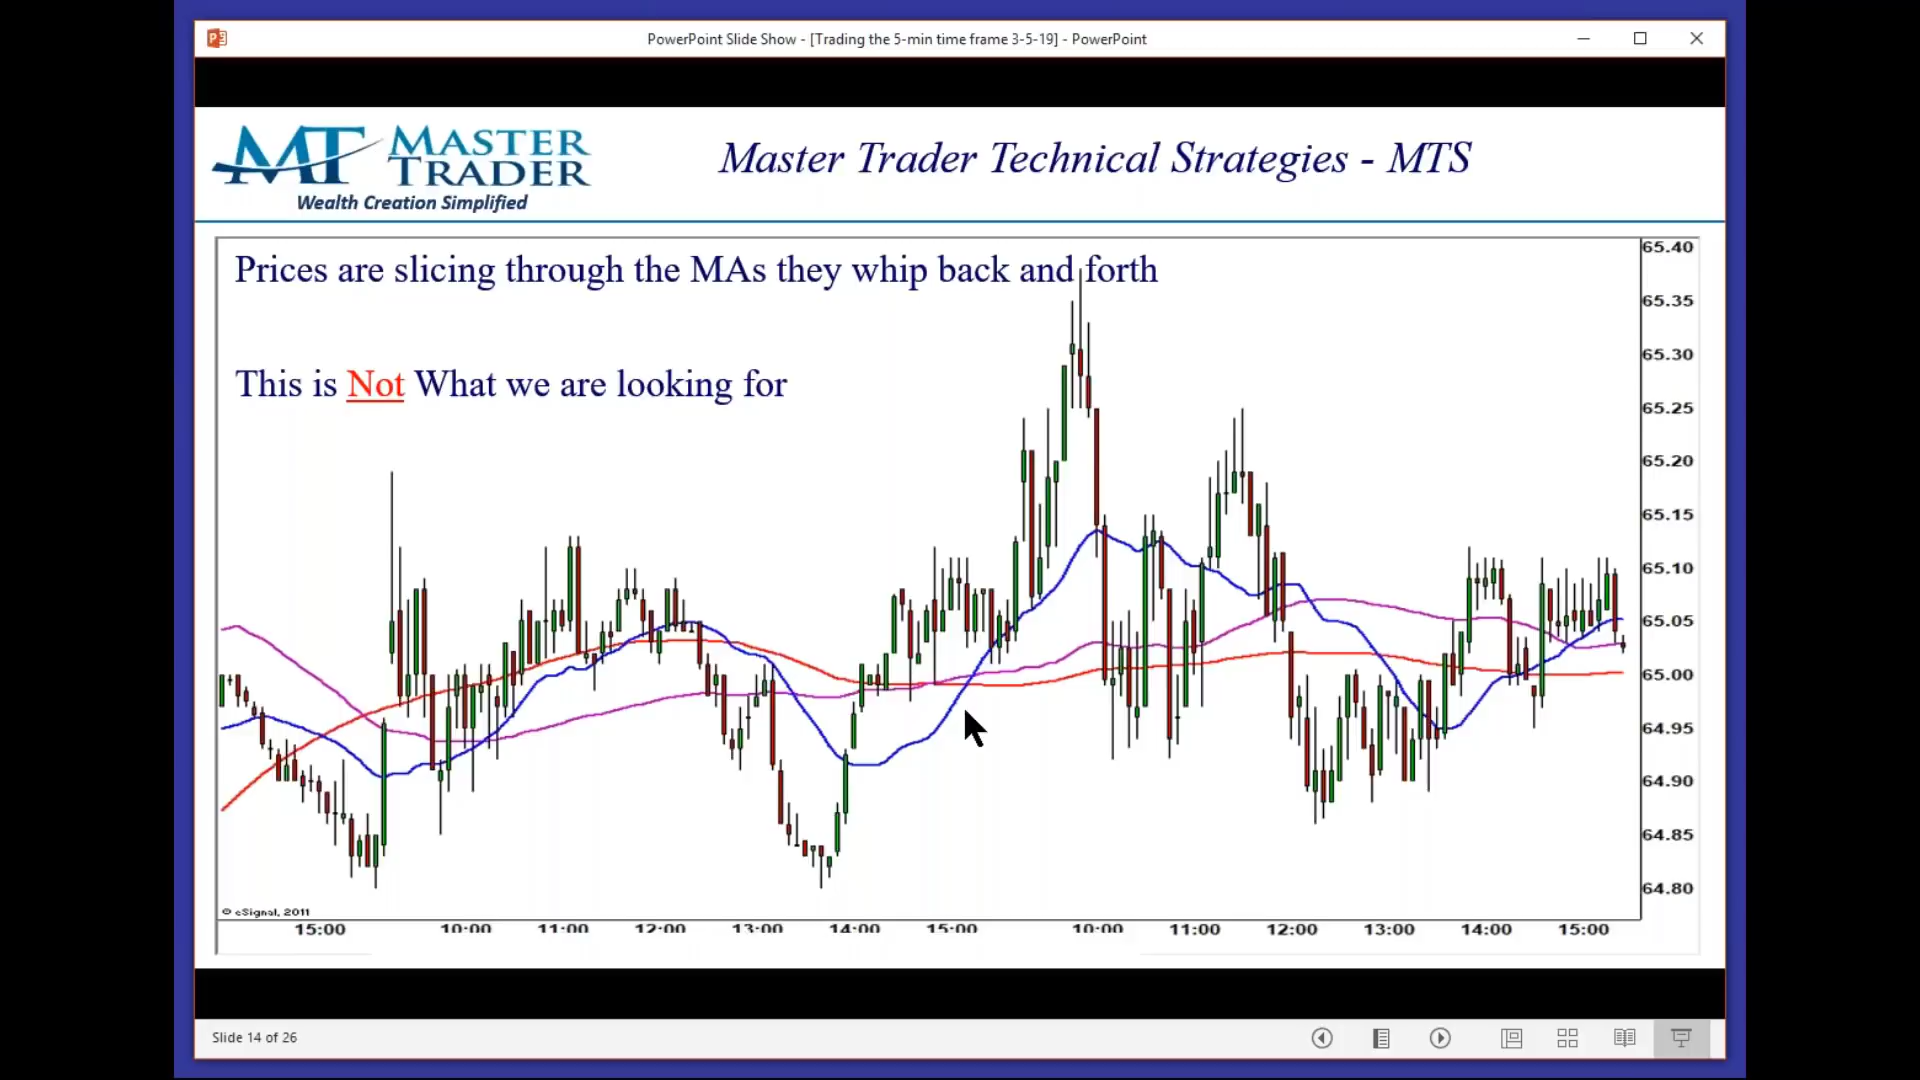 PowerPoint Slide Show - [Trading the 5-min time frame 3-5-19] - PowerPoint
MT MASTER TRADER
Wealth Creation Simplified
Master Trader Technical Strategies - MTS
Prices are slicing through the MAs they whip back and forth
This is Not What we are looking for
65.40
65.35
65.30
65.25
65.20
65.15
65.10
65.05
65.00
64.95
64.90
64.85
64.80
© eSignal, 2011
15:00 10:00 11:00 12:00 13:00 14:00 15:00 10:00 11:00 12:00 13:00 14:00 15:00
Slide 14 of 26